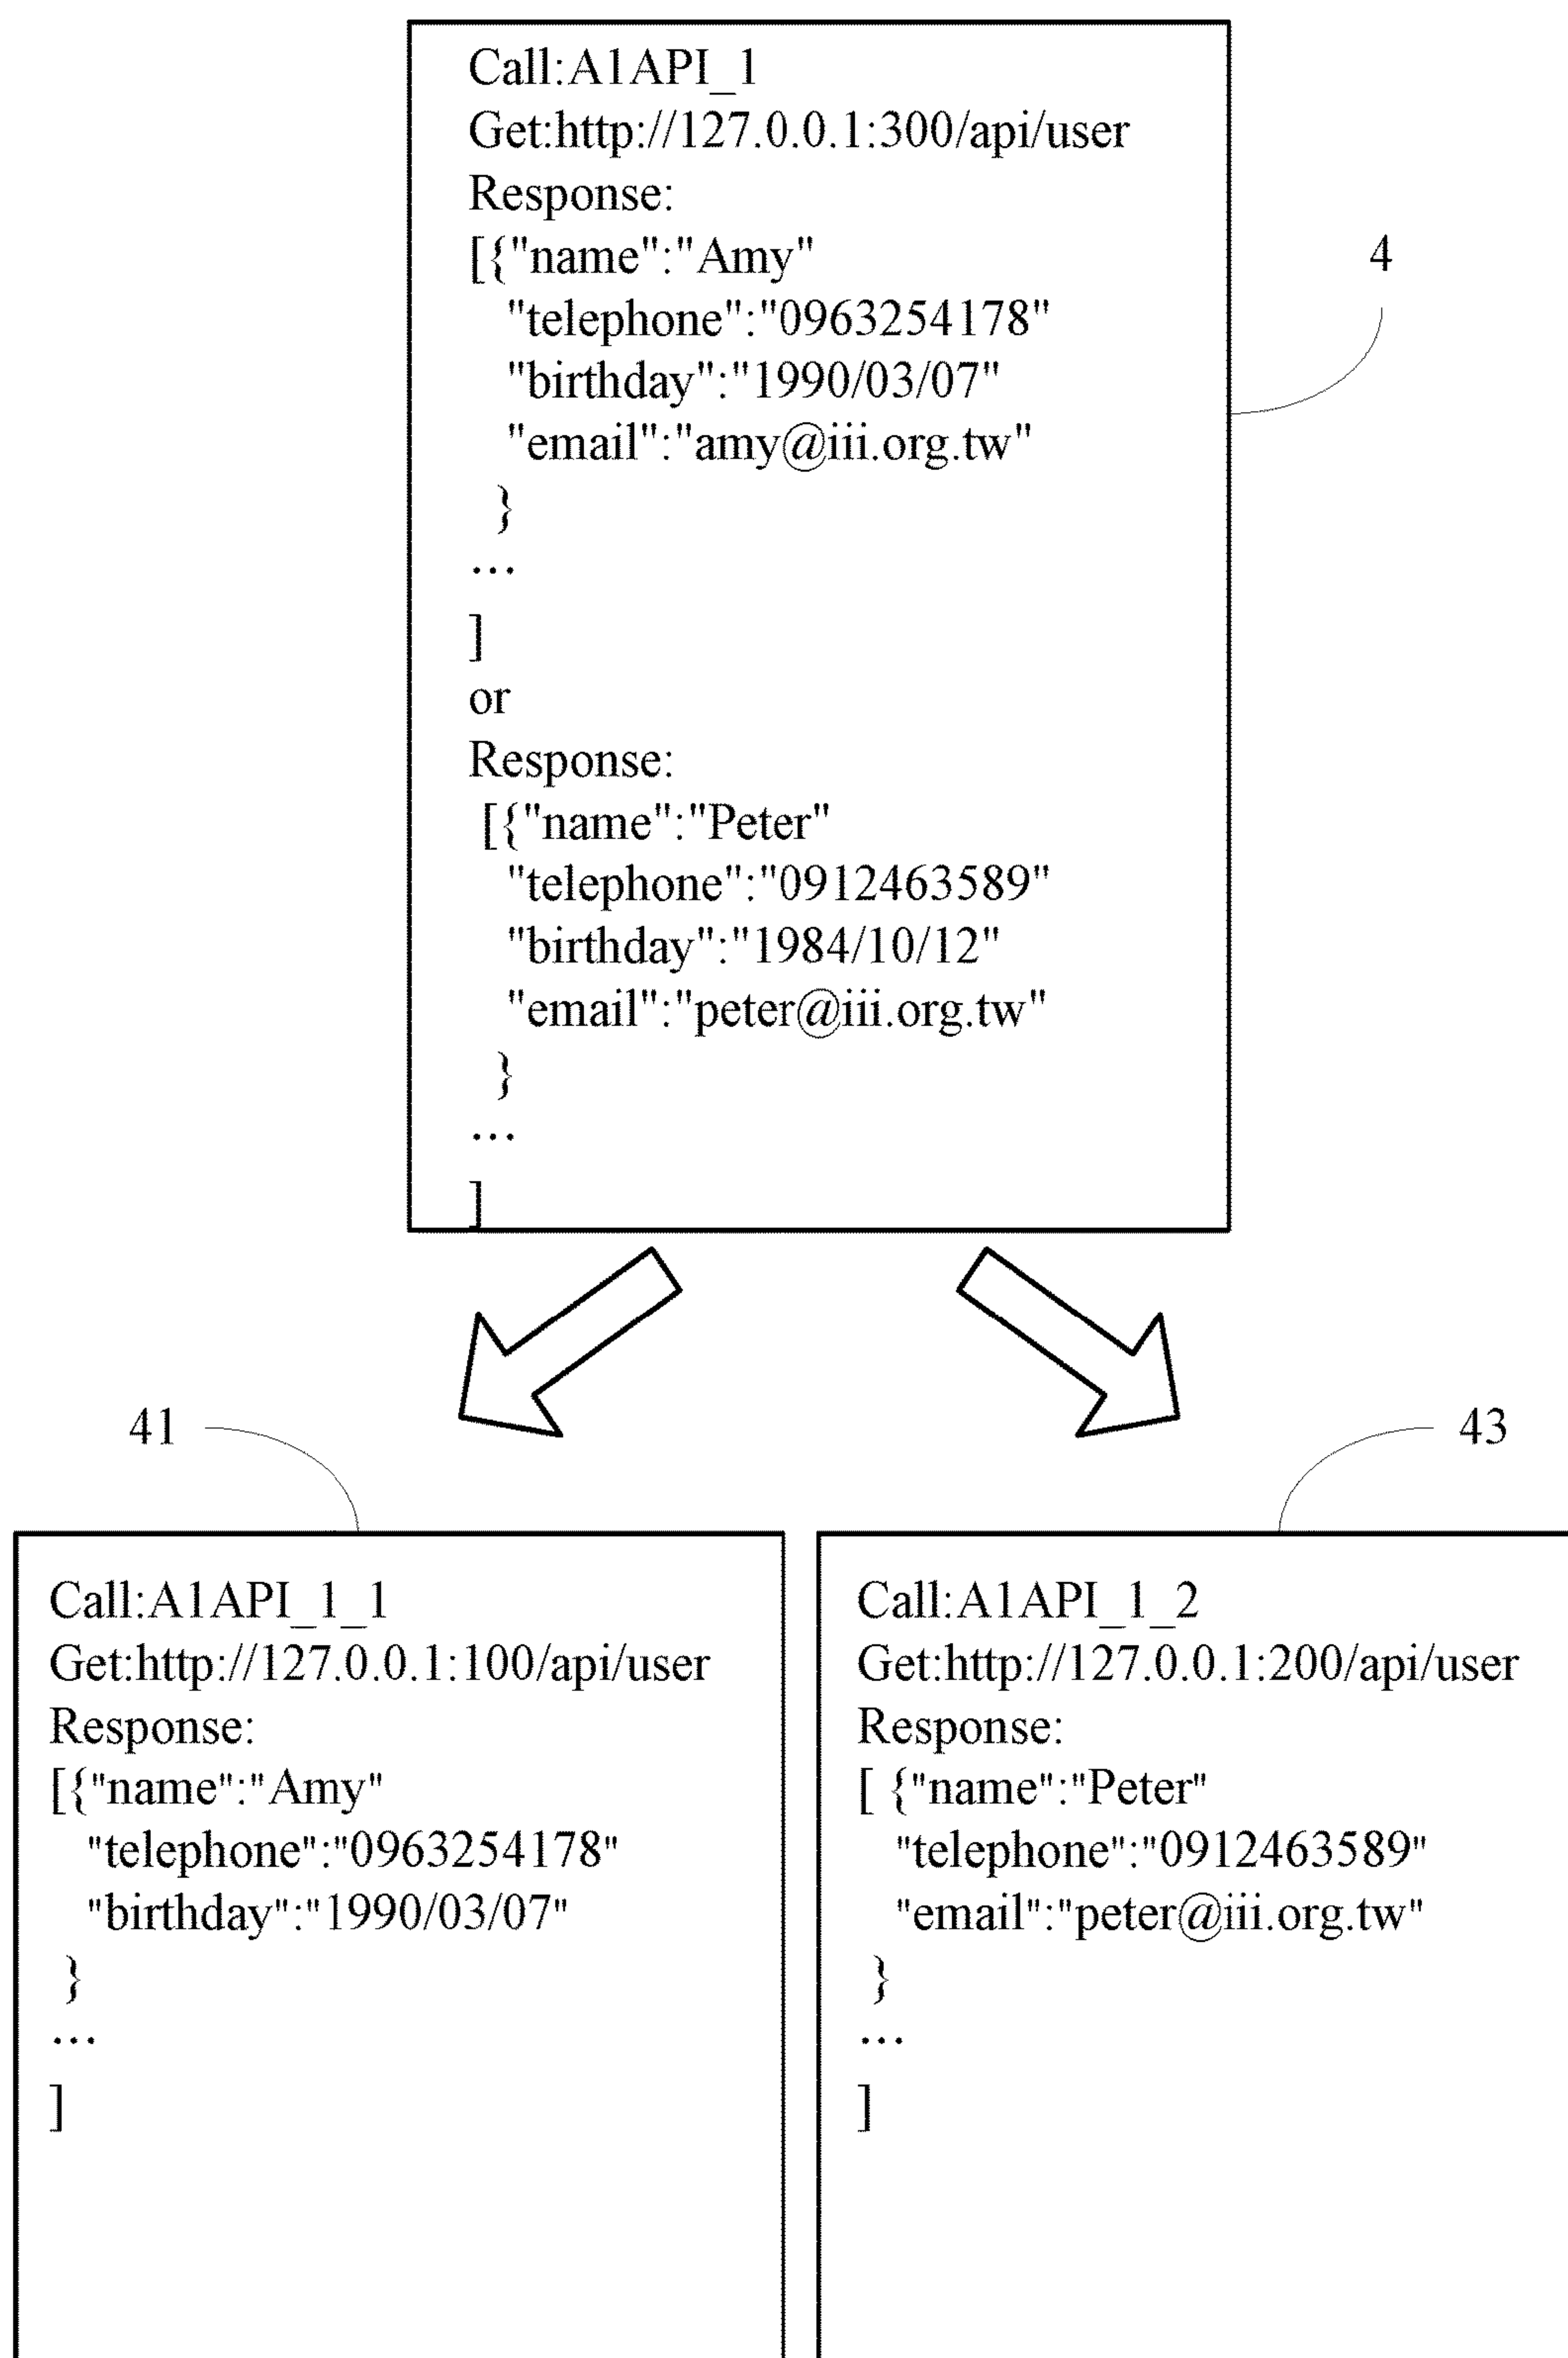 Call:A1API_1
Get:http://127.0.0.1:300/api/user
Response:
[{"name":"Amy"
"telephone":"0963254178"
"birthday":"1990/03/07"
"email":"amy@iii.org.tw"
}
...
]
or
Response:
[{"name":"Peter"
"telephone":"0912463589"
"birthday":"1984/10/12"
"email":"peter@iii.org.tw"
}
...
]
4
41
Call:A1API_1_1
Get:http://127.0.0.1:100/api/user
Response:
[{"name":"Amy"
"telephone":"0963254178"
"birthday":"1990/03/07"
}
...
]
43
Call:A1API_1_2
Get:http://127.0.0.1:200/api/user
Response:
[ {"name":"Peter"
"telephone":"0912463589"
"email":"peter@iii.org.tw"
}
...
]